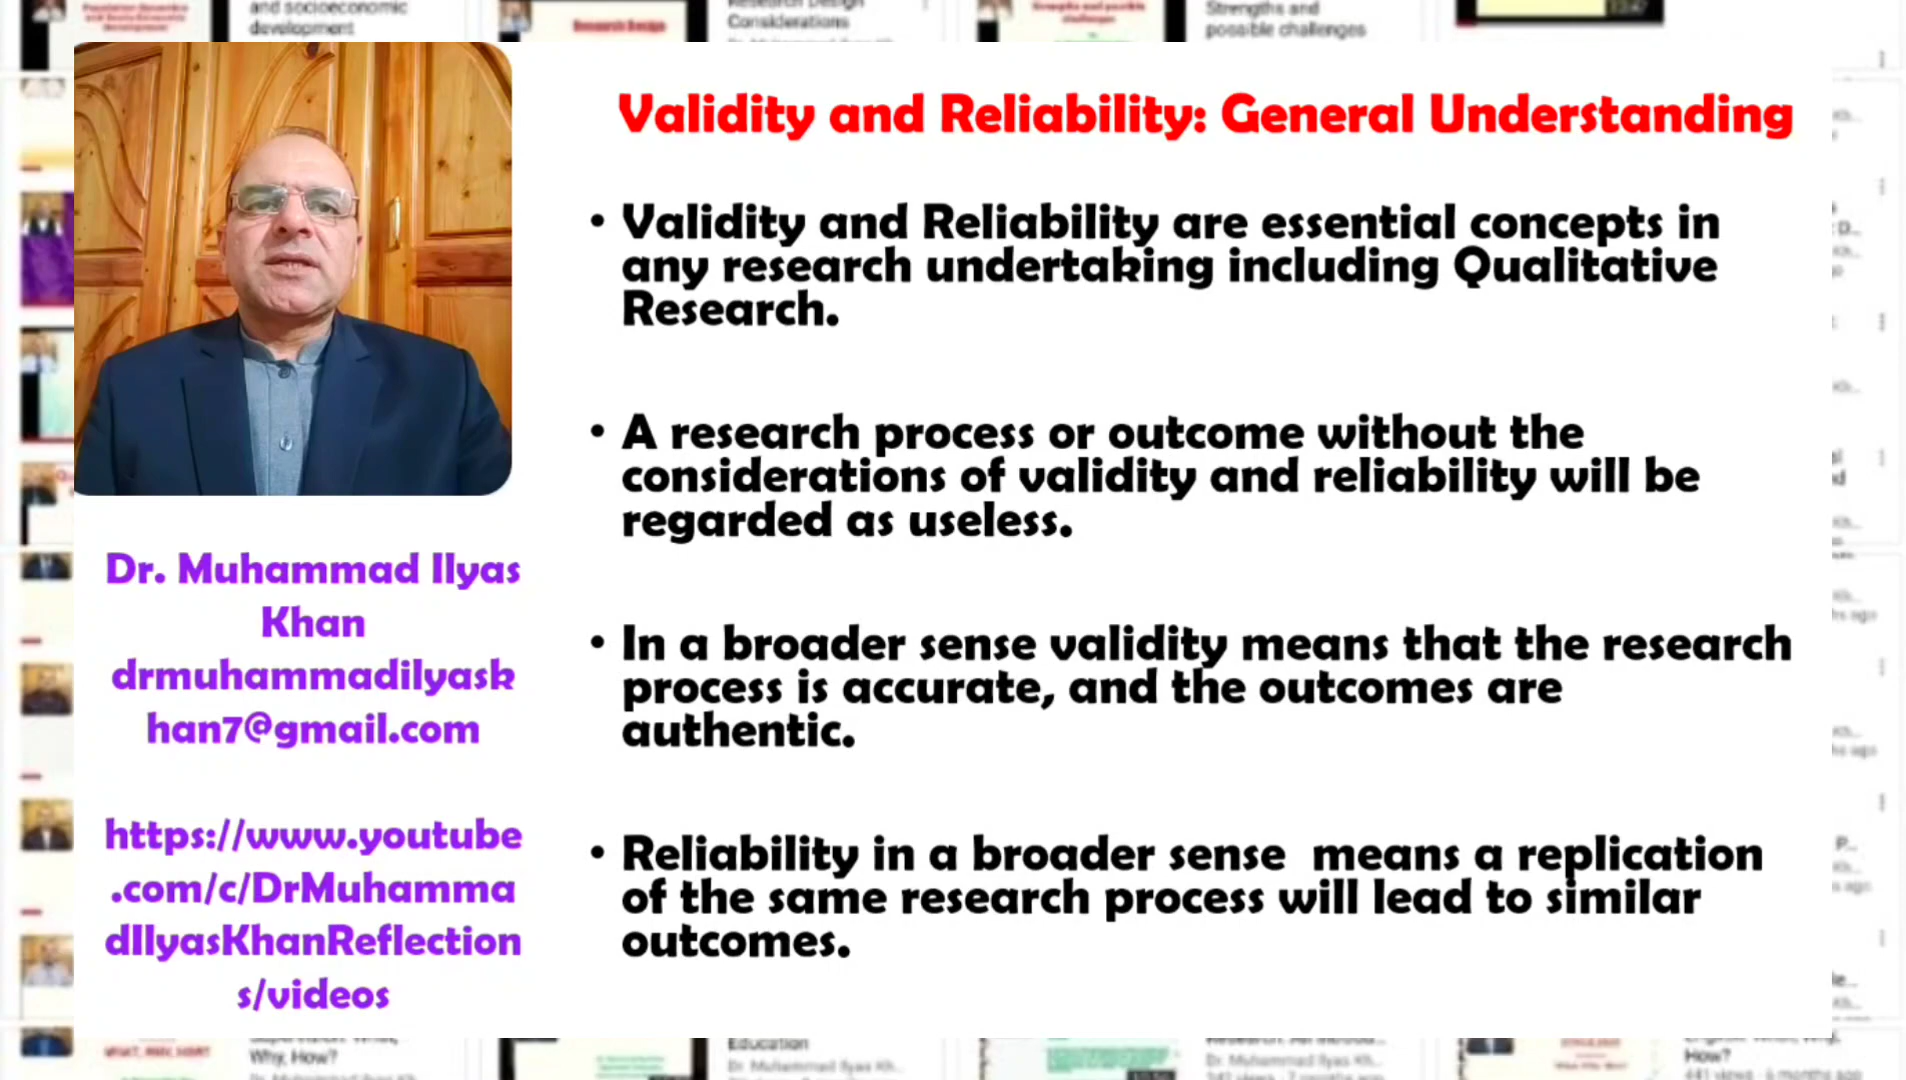 and socioeconomic
development
Research Design
Considerations
Strengths and
possible challenges
Validity and Reliability: General Understanding
• Validity and Reliability are essential concepts in
any research undertaking including Qualitative
Research.
• A research process or outcome without the
considerations of validity and reliability will be
regarded as useless.
• In a broader sense validity means that the research
process is accurate, and the outcomes are
authentic.
• Reliability in a broader sense means a replication
of the same research process will lead to similar
outcomes.
Dr. Muhammad Ilyas
Khan
drmuhammadilyask
han7@gmail.com
https://www.youtube
.com/c/DrMuhamma
dIlyasKhanReflection
s/videos
Why, How?
Education
How?